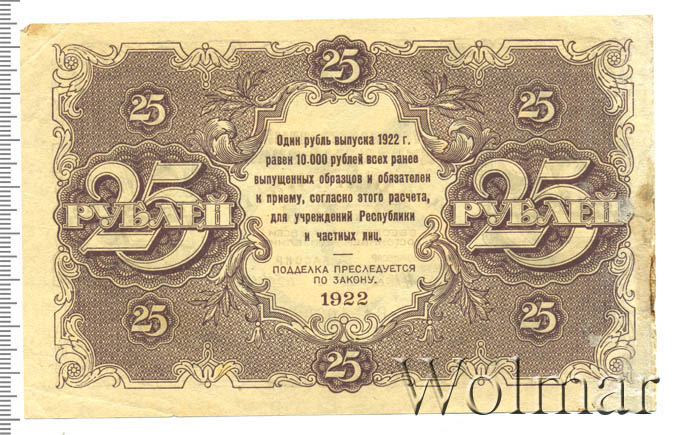 25
25
25
Один рубль выпуска 1922 г.
равен 10.000 рублей всех ранее
выпущенных образцов и обязателен
к приему, согласно этого расчета,
для учреждений Республики
и частных лиц.
25 РУБЛЕЙ
25 РУБЛЕЙ
ПОДДЕЛКА ПРЕСЛЕДУЕТСЯ
ПО ЗАКОНУ.
1922
25
25
25
Wolmar